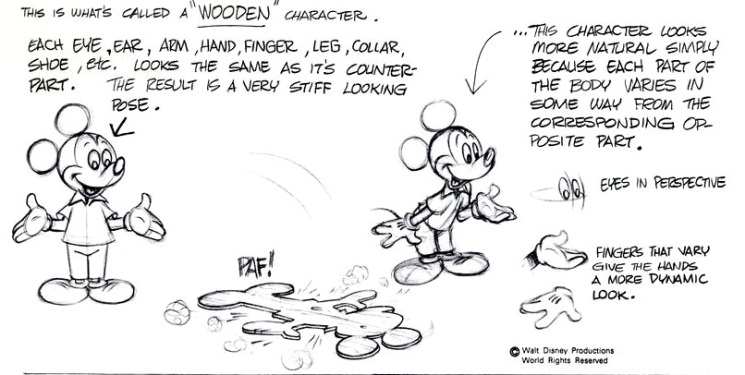 THIS IS WHAT'S CALLED A "WOODEN" CHARACTER.
EACH EYE, EAR, ARM, HAND, FINGER, LEG, COLLAR,
SHOE, etc. LOOKS THE SAME AS IT'S COUNTER-
PART. THE RESULT IS A VERY STIFF LOOKING
POSE.
...THIS CHARACTER LOOKS
MORE NATURAL SIMPLY
BECAUSE EACH PART OF
THE BODY VARIES IN
SOME WAY FROM THE
CORRESPONDING OP-
POSITE PART.
EYES IN PERSPECTIVE
PAF!
FINGERS THAT VARY
GIVE THE HANDS
A MORE DYNAMIC
LOOK.
© Walt Disney Productions
World Rights Reserved